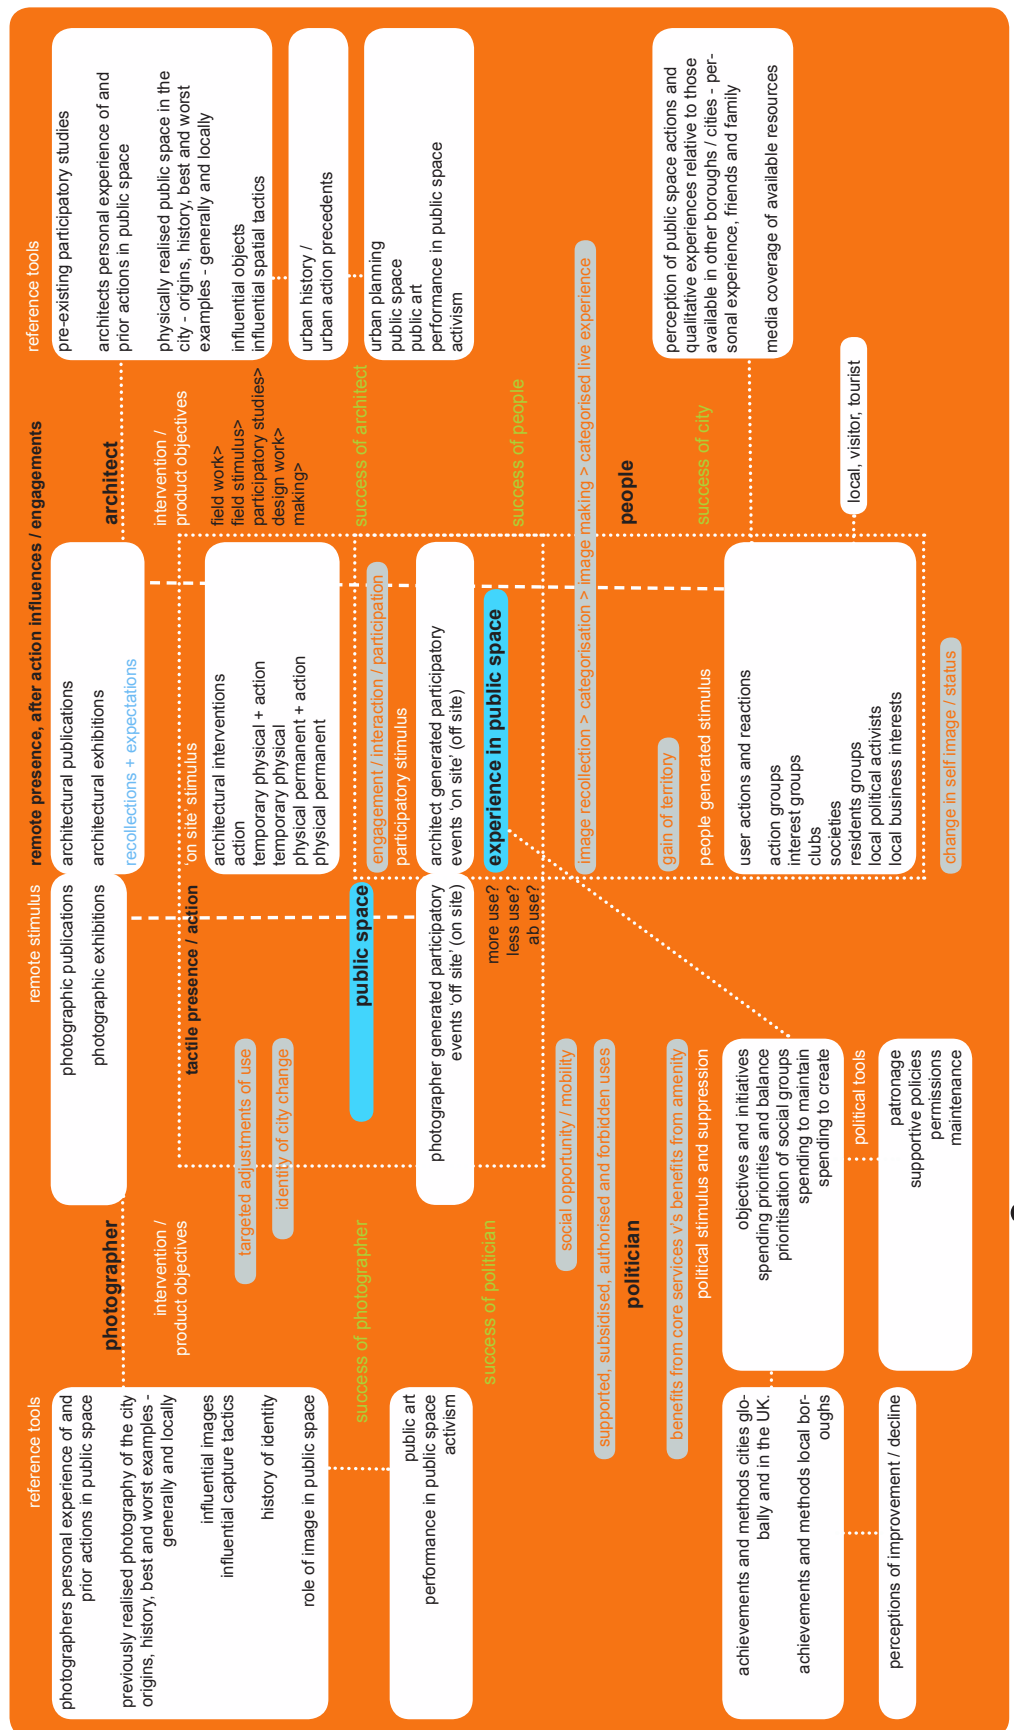 reference tools
photographers personal experience of and
prior actions in public space
previously realised photography of the city
origins, history, best and worst examples -
generally and locally
influential images
influential capture tactics
history of identity
role of image in public space
public art
performance in public space
activism
photographer
intervention /
product objectives
targeted adjustments of use
identity of city change
success of photographer
success of politician
remote stimulus
photographic publications
photographic exhibitions
tactile presence / action
public space
photographer generated participatory
events 'off site' (on site)
more use?
less use?
ab use?
remote presence, after action influences / engagements
architectural publications
architectural exhibitions
recollections + expectations
'on site' stimulus
architectural interventions
action
temporary physical + action
temporary physical
physical permanent + action
physical permanent
engagement / interaction / participation
participatory stimulus
architect generated participatory
events 'on site' (off site)
experience in public space
architect
intervention /
product objectives
field work>
field stimulus>
participatory studies>
design work>
making>
success of architect
success of people
reference tools
pre-existing participatory studies
architects personal experience of and
prior actions in public space
physically realised public space in the
city - origins, history, best and worst
examples - generally and locally
influential objects
influential spatial tactics
urban history /
urban action precedents
urban planning
public space
public art
performance in public space
activism
social opportunity / mobility
supported, subsidised, authorised and forbidden uses
politician
benefits from core services v's benefits from amenity
political stimulus and suppression
objectives and initiatives
spending priorities and balance
prioritisation of social groups
spending to maintain
spending to create
political tools
patronage
supportive policies
permissions
maintenance
achievements and methods cities glo-
bally and in the UK.
achievements and methods local bor-
oughs
perceptions of improvement / decline
image recollection > categorisation > image making > categorised live experience
people
gain of territory
success of city
people generated stimulus
user actions and reactions
action groups
interest groups
clubs
societies
residents groups
local political activists
local business interests
change in self image / status
perception of public space actions and
qualitative experiences relative to those
available in other boroughs / cities - per-
sonal experience, friends and family
media coverage of available resources
local, visitor, tourist